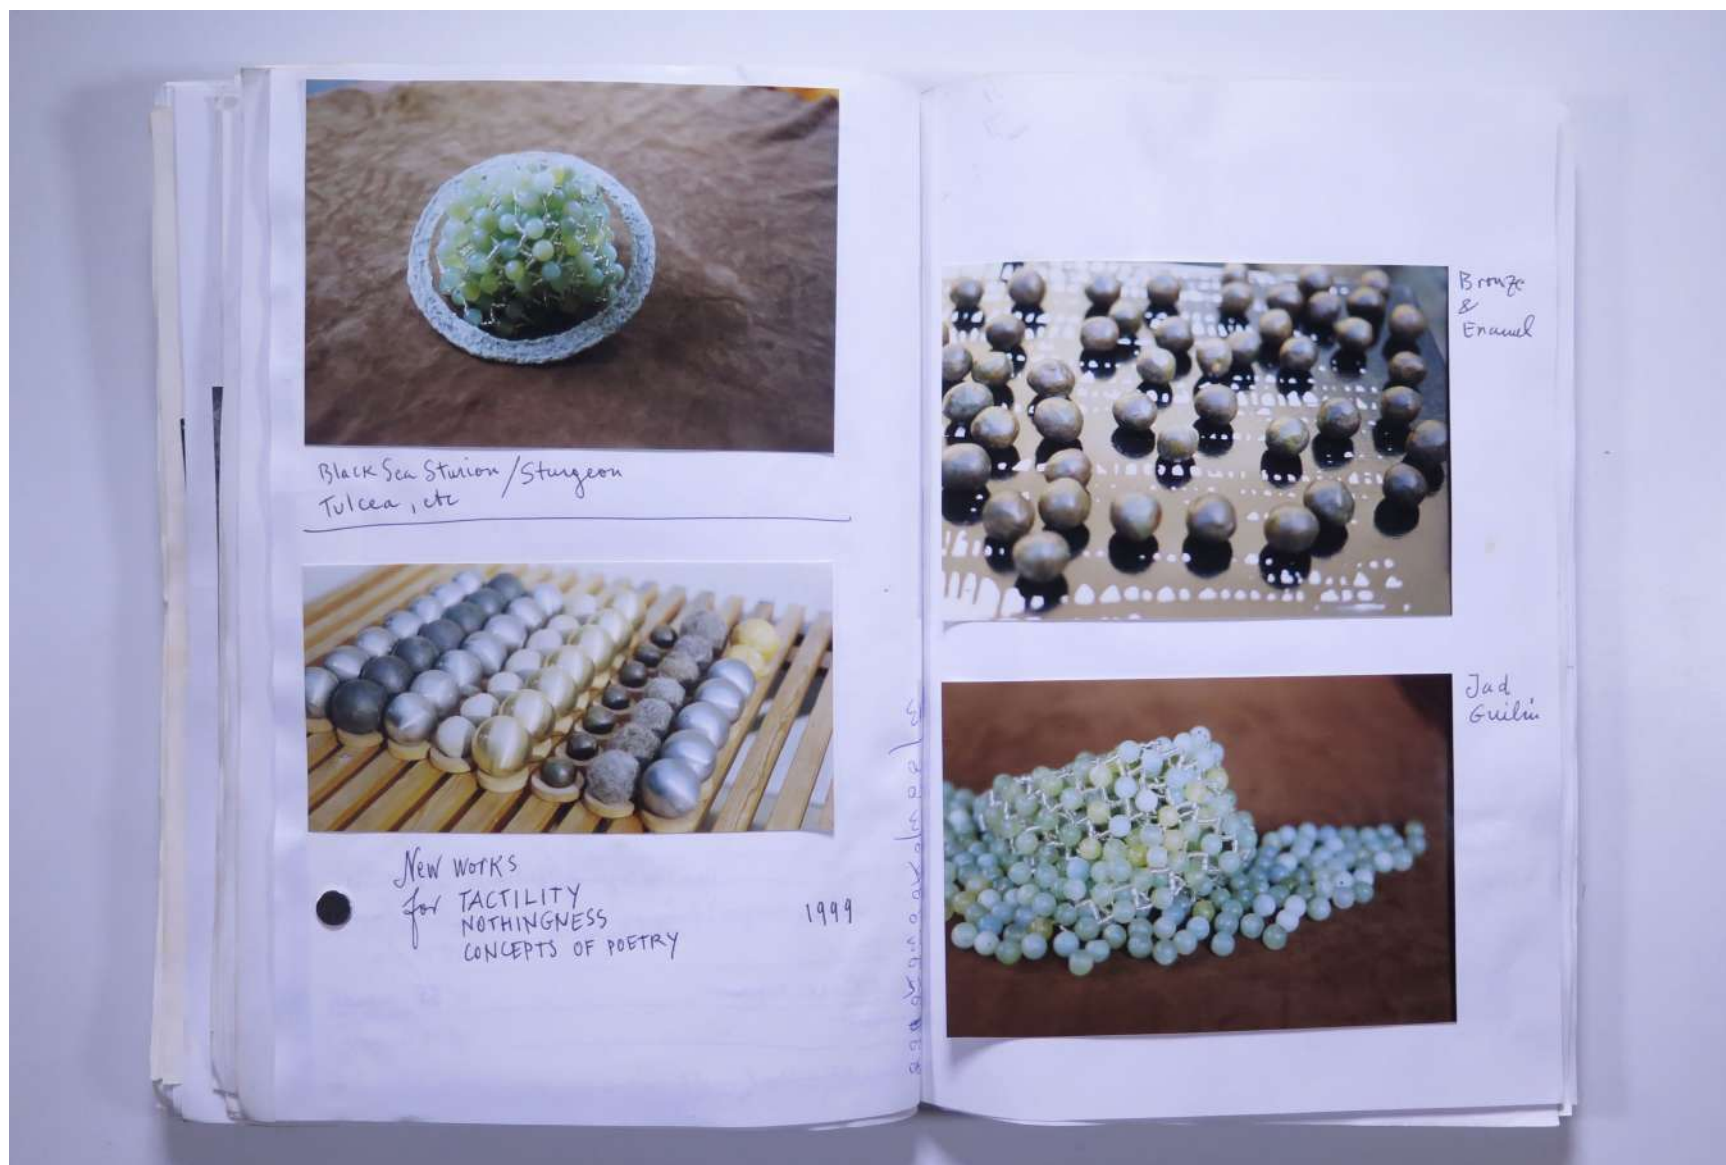 Black Sea Sturion / Sturgeon
Tulcea, etc
New Works
for TACTILITY
NOTHINGNESS
CONCEPTS OF POETRY
1999
Bronze
&
Enamel
Jad
Guilin